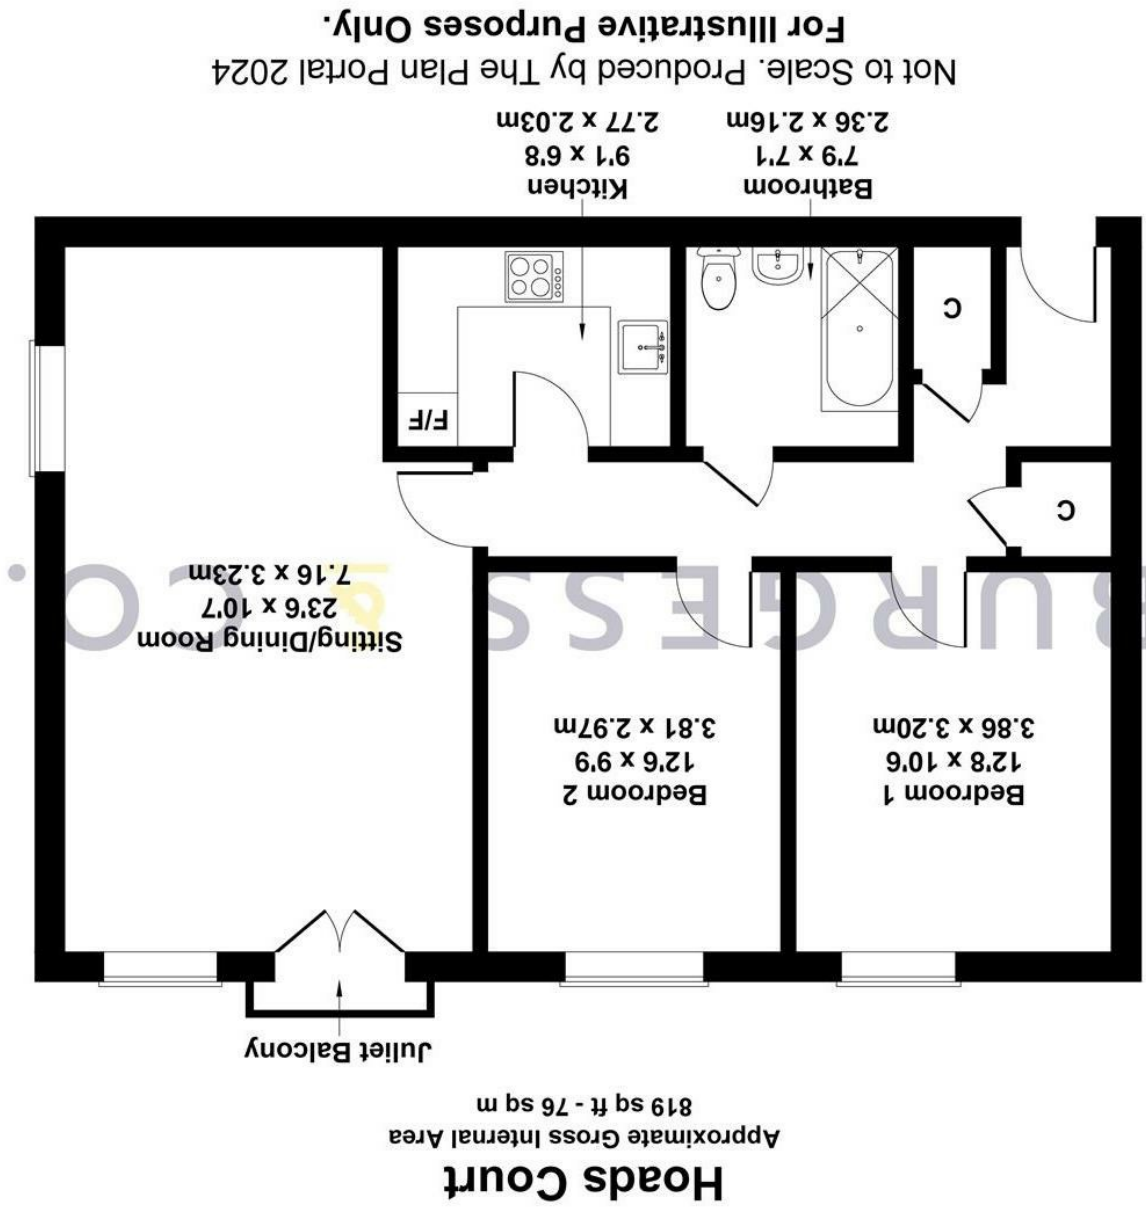 Hoads Court
Approximate Gross Internal Area
819 sq ft - 76 sq m
Juliet Balcony
Bedroom 1
12'8 x 10'6
3.86 x 3.20m
Bedroom 2
12'6 x 9'9
3.81 x 2.97m
Sitting/Dining Room
23'6 x 10'7
7.16 x 3.23m
BURGESS & CO.
C
C
F/F
Bathroom
7'9 x 7'1
2.36 x 2.16m
Kitchen
9'1 x 6'8
2.77 x 2.03m
Not to Scale. Produced by The Plan Portal 2024
For Illustrative Purposes Only.